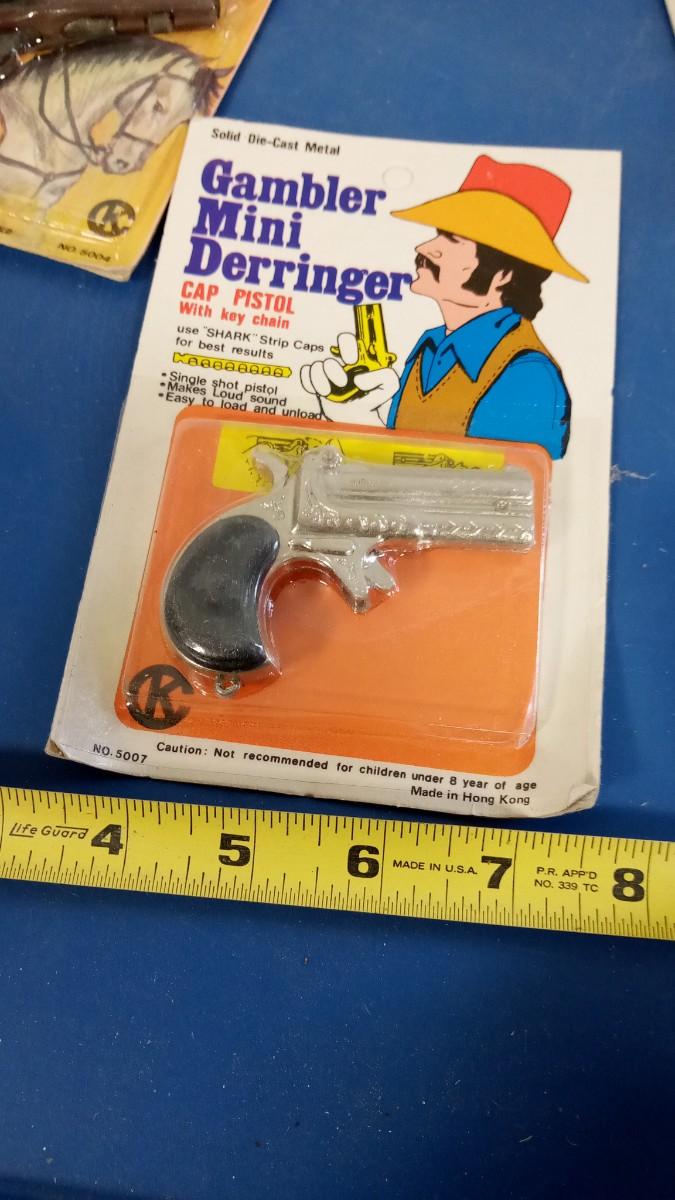 NO. 5004
Solid Die-Cast Metal
Gambler
Mini
Derringer
CAP PISTOL
With key chain
use "SHARK" Strip Caps
for best results
• Single shot pistol
• Makes Loud sound
• Easy to load and unload
CK
CK
NO. 5007
Caution: Not recommended for children under 8 year of age
Made in Hong Kong
Life Guard 4 5 6 MADE IN U.S.A. 7 P.R. APP'D 8
NO. 339 TC